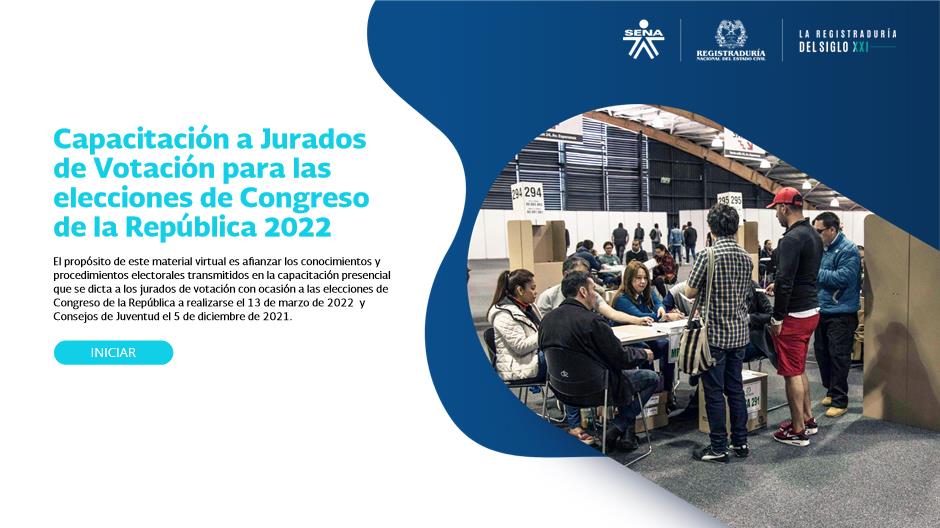 SENA
REGISTRADURÍA
NACIONAL DEL ESTADO CIVIL
LA REGISTRADURÍA
DEL SIGLO XXI
Capacitación a Jurados
de Votación para las
elecciones de Congreso
de la República 2022
El propósito de este material virtual es afianzar los conocimientos y
procedimientos electorales transmitidos en la capacitación presencial
que se dicta a los jurados de votación con ocasión a las elecciones de
Congreso de la República a realizarse el 13 de marzo de 2022 y
Consejos de Juventud el 5 de diciembre de 2021.
INICIAR
294 294
295 295
291